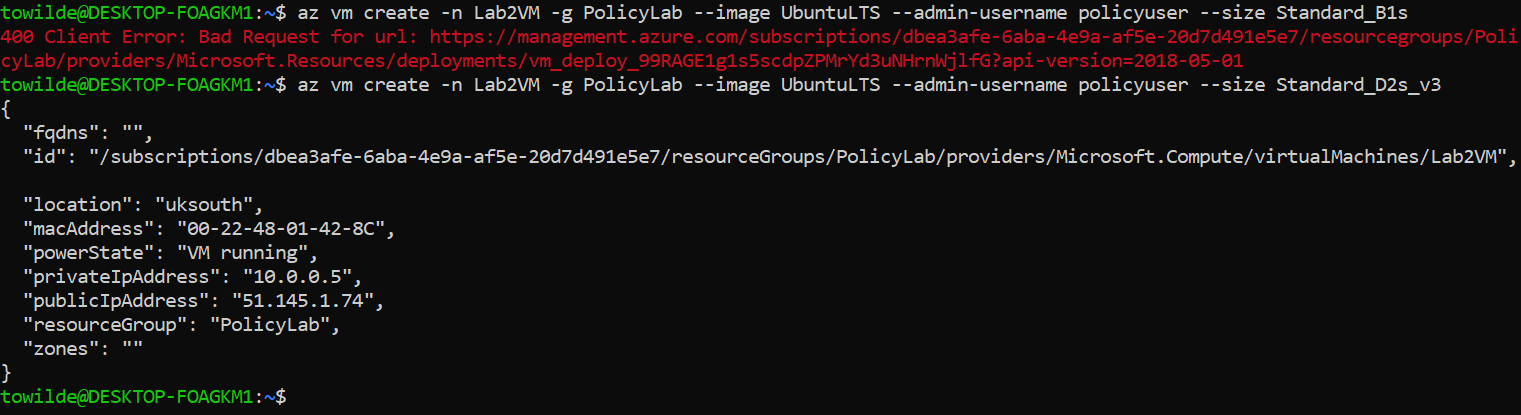 towilde@DESKTOP-FOAGKM1:~$ az vm create -n Lab2VM -g PolicyLab --image UbuntuLTS --admin-username policyuser --size Standard_B1s
400 Client Error: Bad Request for url: https://management.azure.com/subscriptions/dbea3afe-6aba-4e9a-af5e-20d7d491e5e7/resourcegroups/Poli
cyLab/providers/Microsoft.Resources/deployments/vm_deploy_99RAGE1g1s5scdpZPMrYd3uNHrnWjlfG?api-version=2018-05-01
towilde@DESKTOP-FOAGKM1:~$ az vm create -n Lab2VM -g PolicyLab --image UbuntuLTS --admin-username policyuser --size Standard_D2s_v3
{
  "fqdns": "",
  "id": "/subscriptions/dbea3afe-6aba-4e9a-af5e-20d7d491e5e7/resourceGroups/PolicyLab/providers/Microsoft.Compute/virtualMachines/Lab2VM",
  "location": "uksouth",
  "macAddress": "00-22-48-01-42-8C",
  "powerState": "VM running",
  "privateIpAddress": "10.0.0.5",
  "publicIpAddress": "51.145.1.74",
  "resourceGroup": "PolicyLab",
  "zones": ""
}
towilde@DESKTOP-FOAGKM1:~$